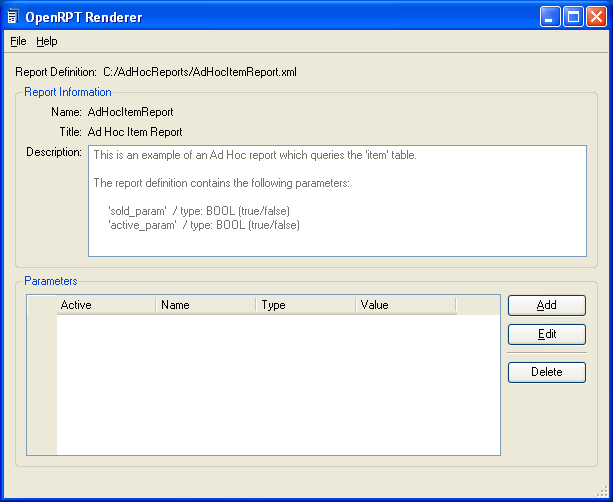 OpenRPT Renderer
File Help
Report Definition: C:/AdHocReports/AdHocItemReport.xml
Report Information
Name: AdHocItemReport
Title: Ad Hoc Item Report
Description: This is an example of an Ad Hoc report which queries the 'item' table.
The report definition contains the following parameters:
'sold_param' / type: BOOL (true/false)
'active_param' / type: BOOL (true/false)
Parameters
Active Name Type Value
Add
Edit
Delete